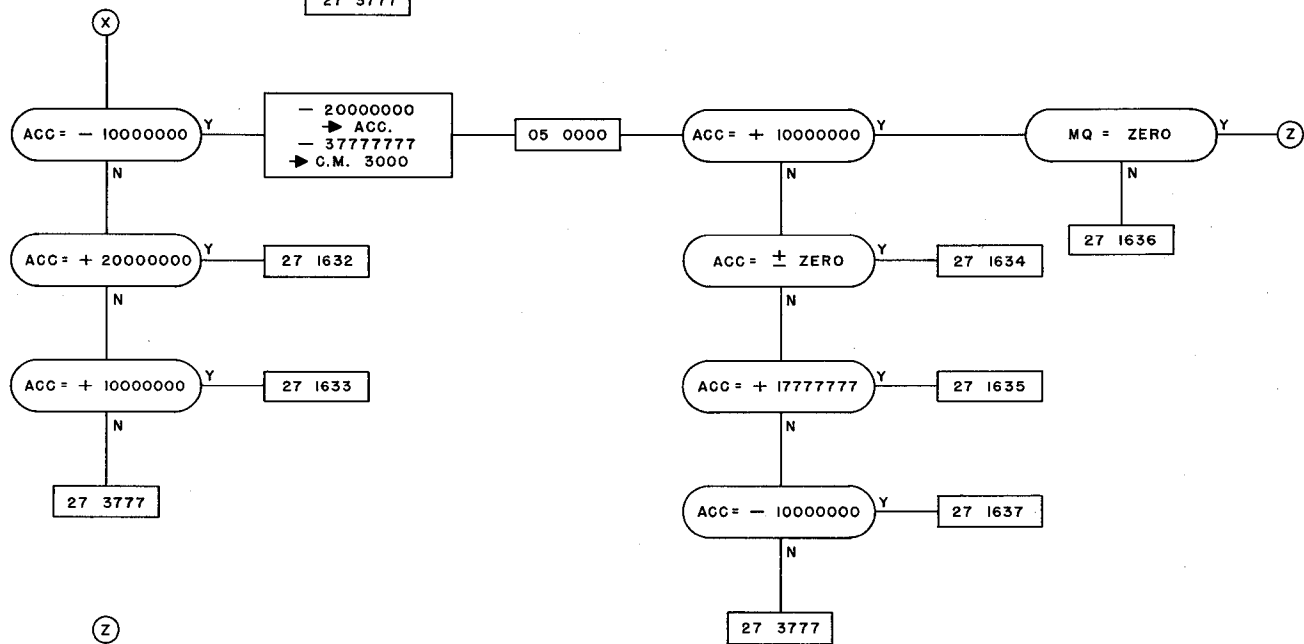 27 3777
X
ACC = - 10000000
Y
- 20000000
→ ACC.
- 37777777
→ C.M. 3000
05 0000
ACC = + 10000000
Y
MQ = ZERO
Y
Z
N
N
N
27 1636
ACC = + 20000000
Y
27 1632
ACC = ± ZERO
Y
27 1634
N
N
ACC = + 10000000
Y
27 1633
ACC = + 17777777
Y
27 1635
N
N
27 3777
ACC = - 10000000
Y
27 1637
N
Z
27 3777